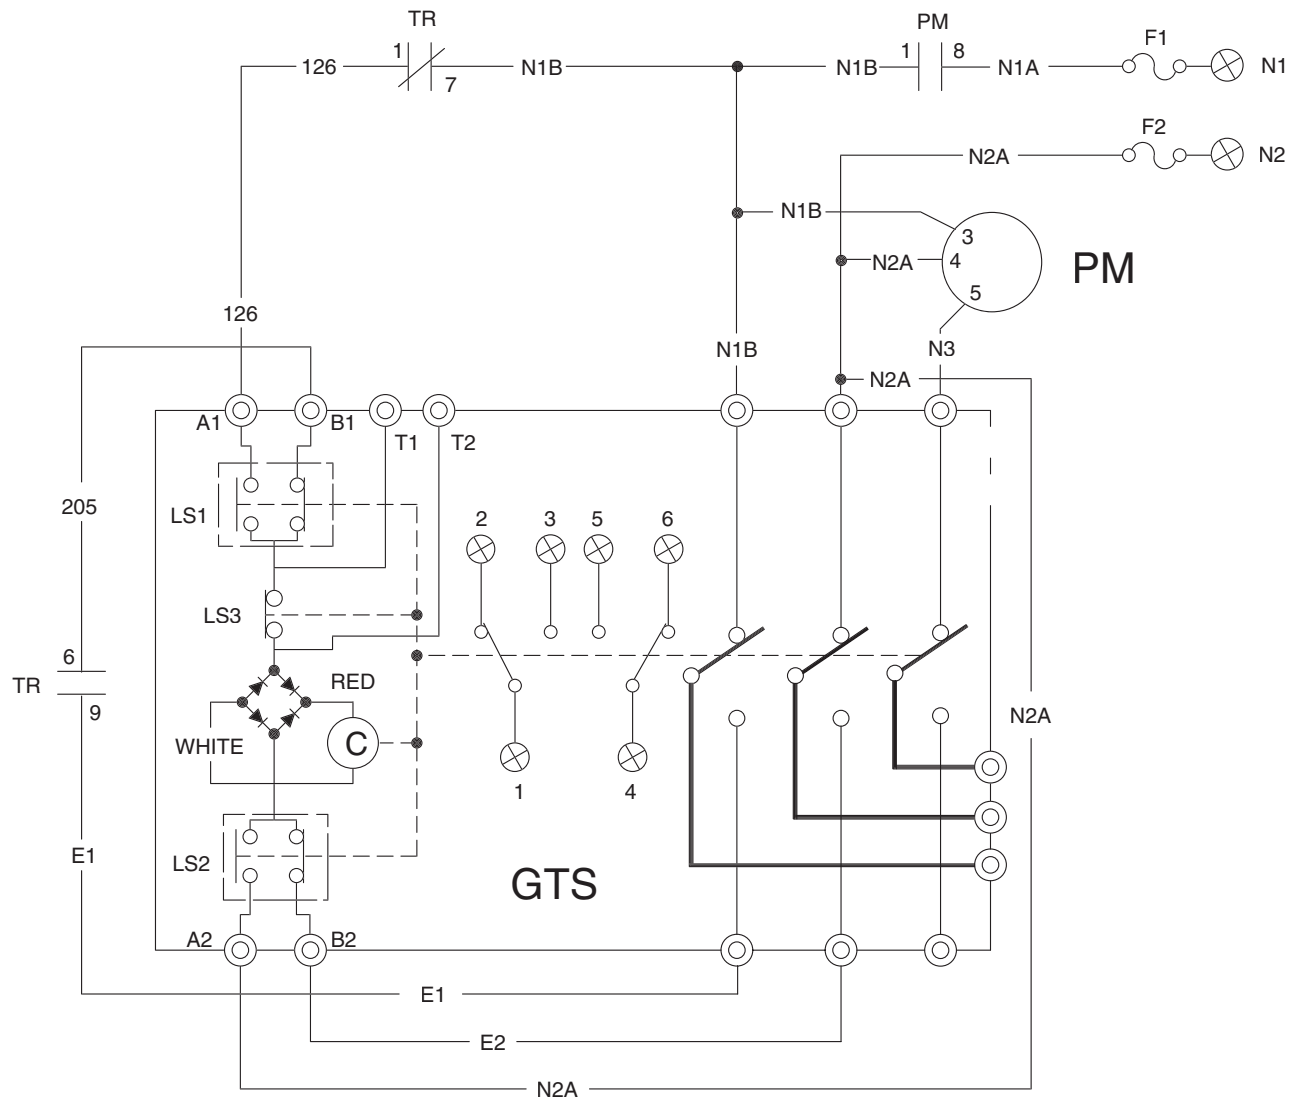 TR
PM
F1
1
1
8
126
N1B
N1B
N1A
N1
7
F2
N2A
N2
N1B
3
N2A
4
PM
5
126
N1B
N3
N2A
A1
B1
T1
T2
205
LS1
2
3
5
6
LS3
6
TR
RED
9
N2A
WHITE
C
1
4
E1
LS2
GTS
A2
B2
E1
E2
N2A